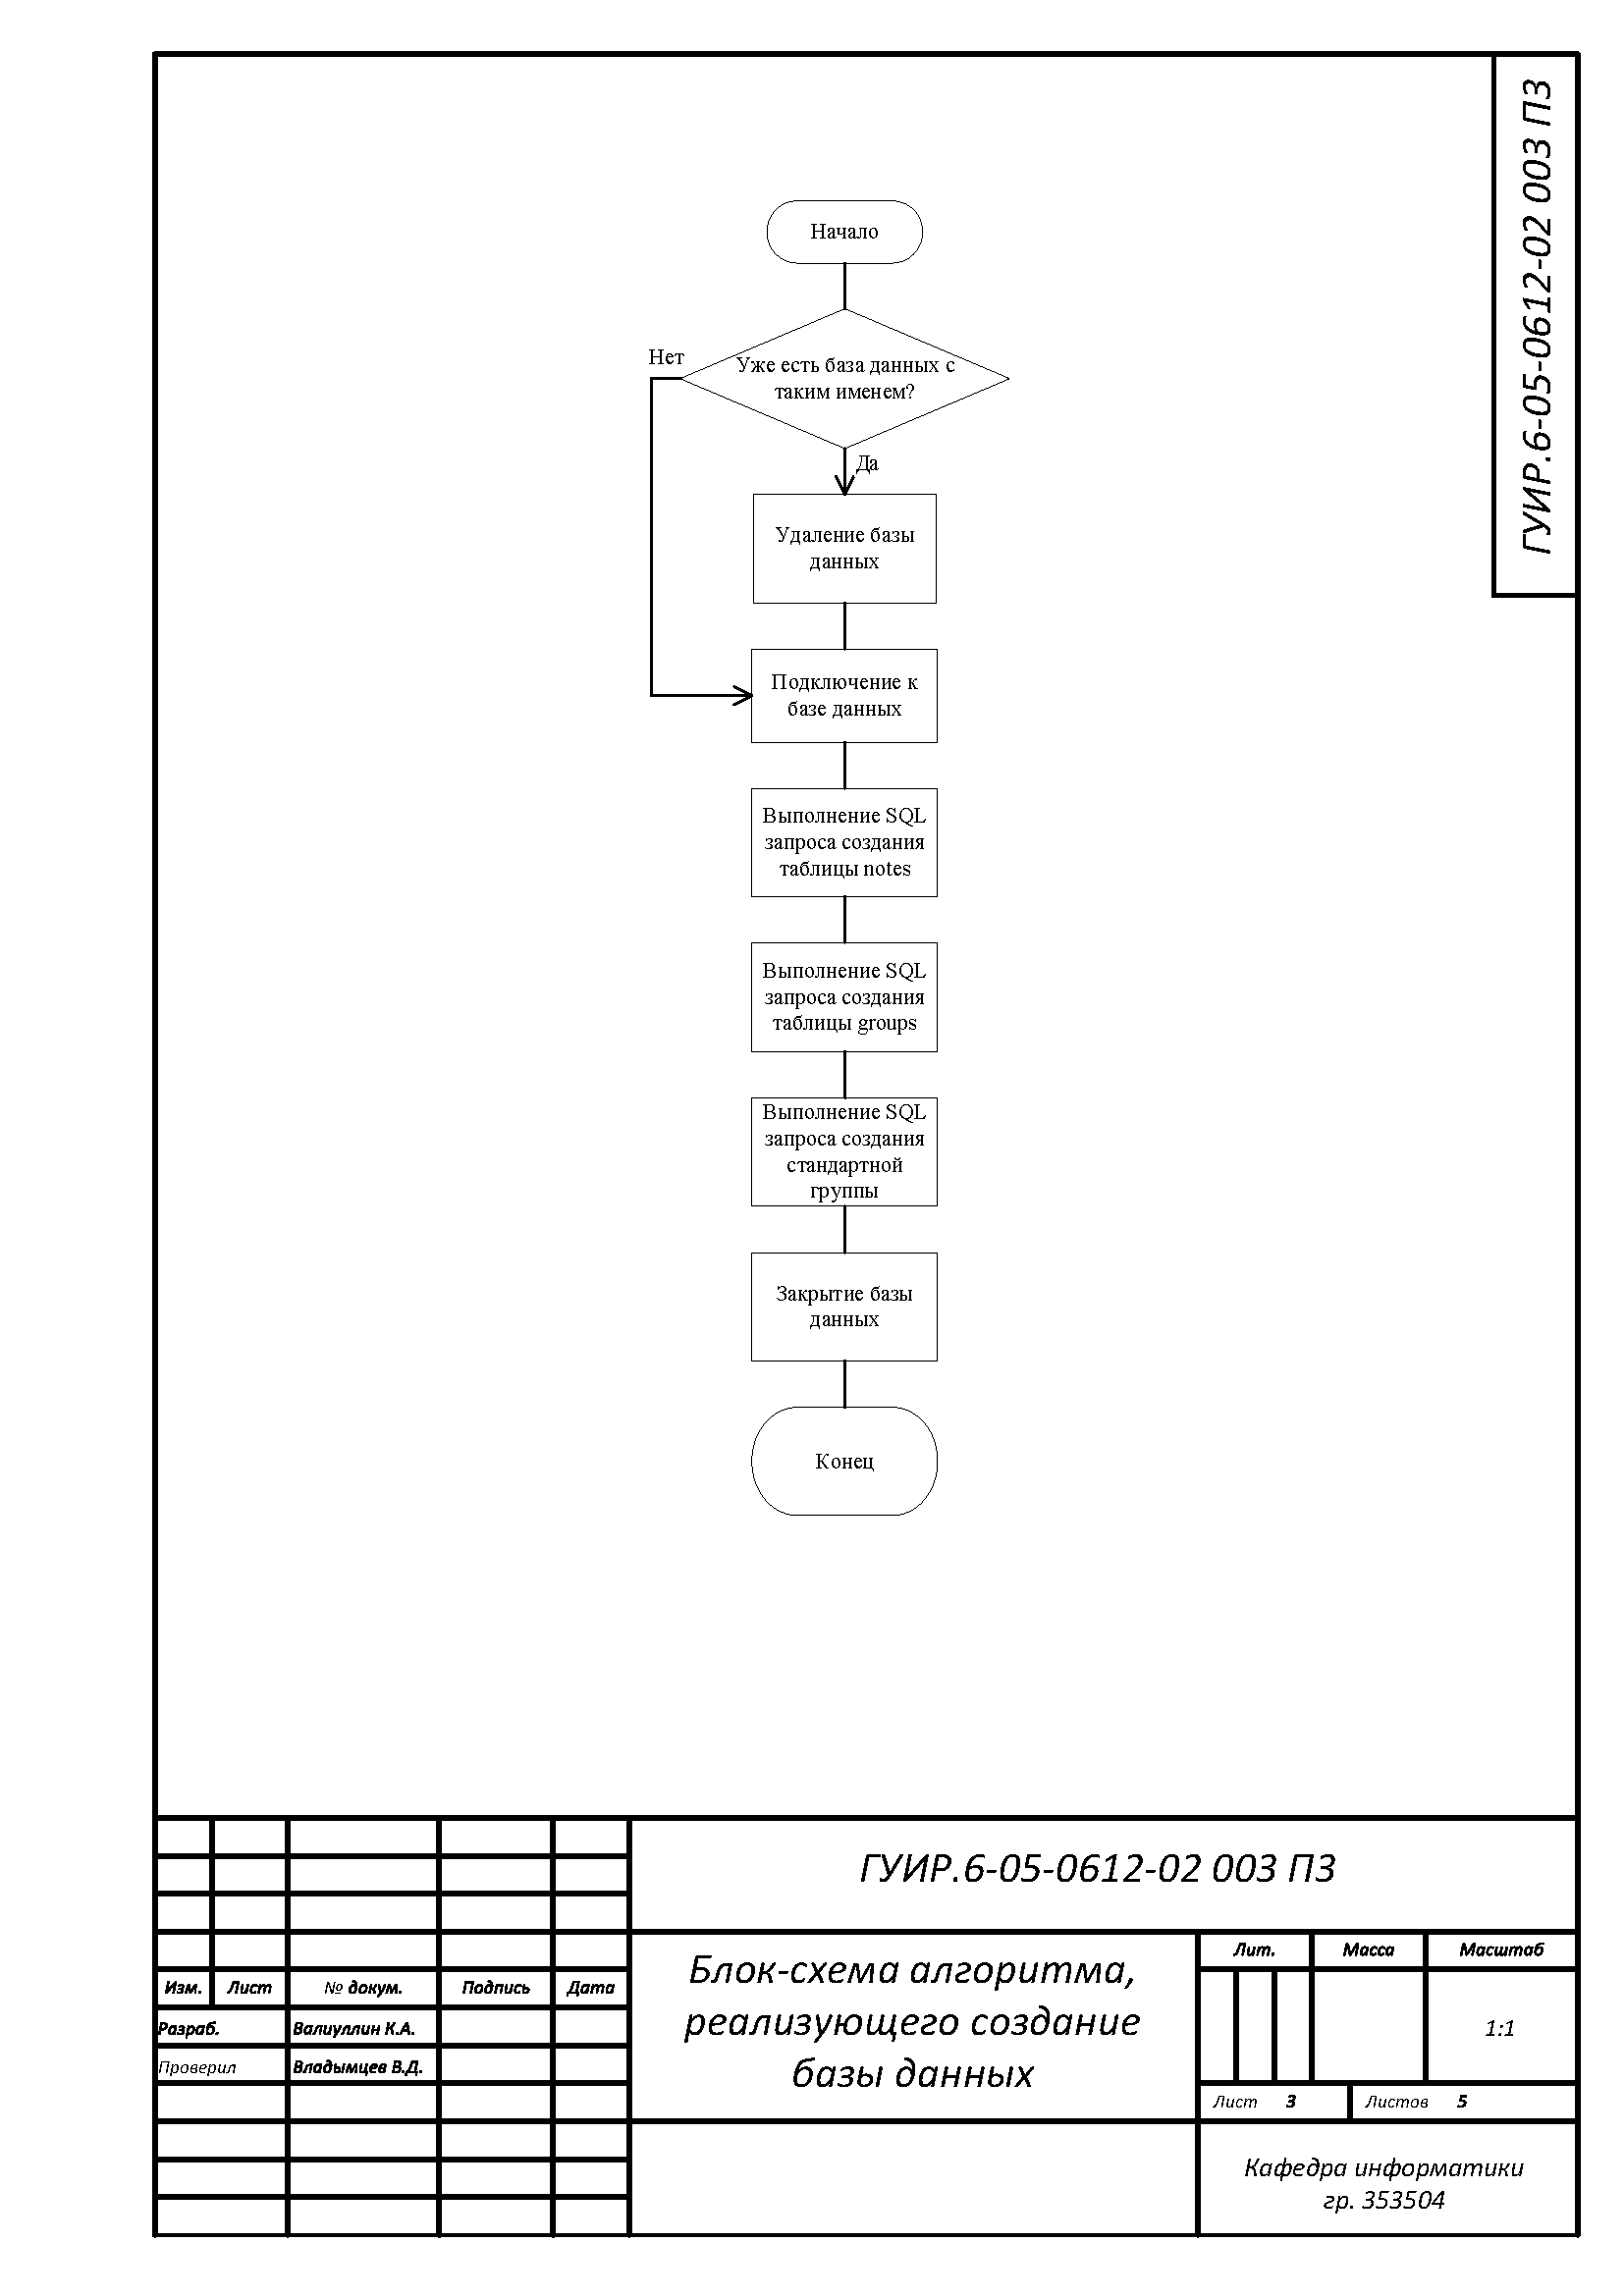 ГУИР.6-05-0612-02 003 ПЗ
Начало
Уже есть база данных с
таким именем?
Нет
Да
Удаление базы
данных
Подключение к
базе данных
Выполнение SQL
запроса создания
таблицы notes
Выполнение SQL
запроса создания
таблицы groups
Выполнение SQL
запроса создания
стандартной
группы
Закрытие базы
данных
Конец
ГУИР.6-05-0612-02 003 ПЗ
Блок-схема алгоритма,
реализующего создание
базы данных
Лит. Масса Масштаб
1:1
Лист 3 Листов 5
Кафедра информатики
гр. 353504
Изм. Лист № докум. Подпись Дата
Разраб. Валиуллин К.А.
Проверил Владымцев В.Д.